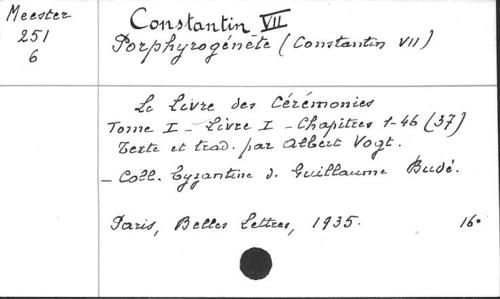 Meester
251
6
Constantin VII
Porphyrogénète (Constantin VII)
Le Livre des Cérémonies
Tome I - Livre I - Chapitres 1-46 (37)
Texte et trad. par Albert Vogt.
- Coll. Byzantine d. Guillaume Budé.
Paris, Belles Lettres, 1935. 16°